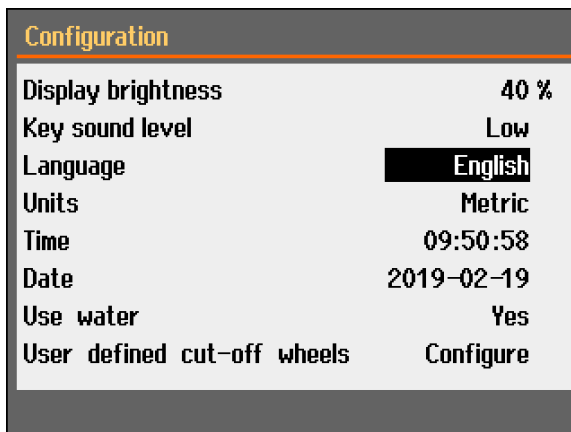 Configuration
Display brightness 40 %
Key sound level Low
Language English
Units Metric
Time 09:50:58
Date 2019-02-19
Use water Yes
User defined cut-off wheels Configure